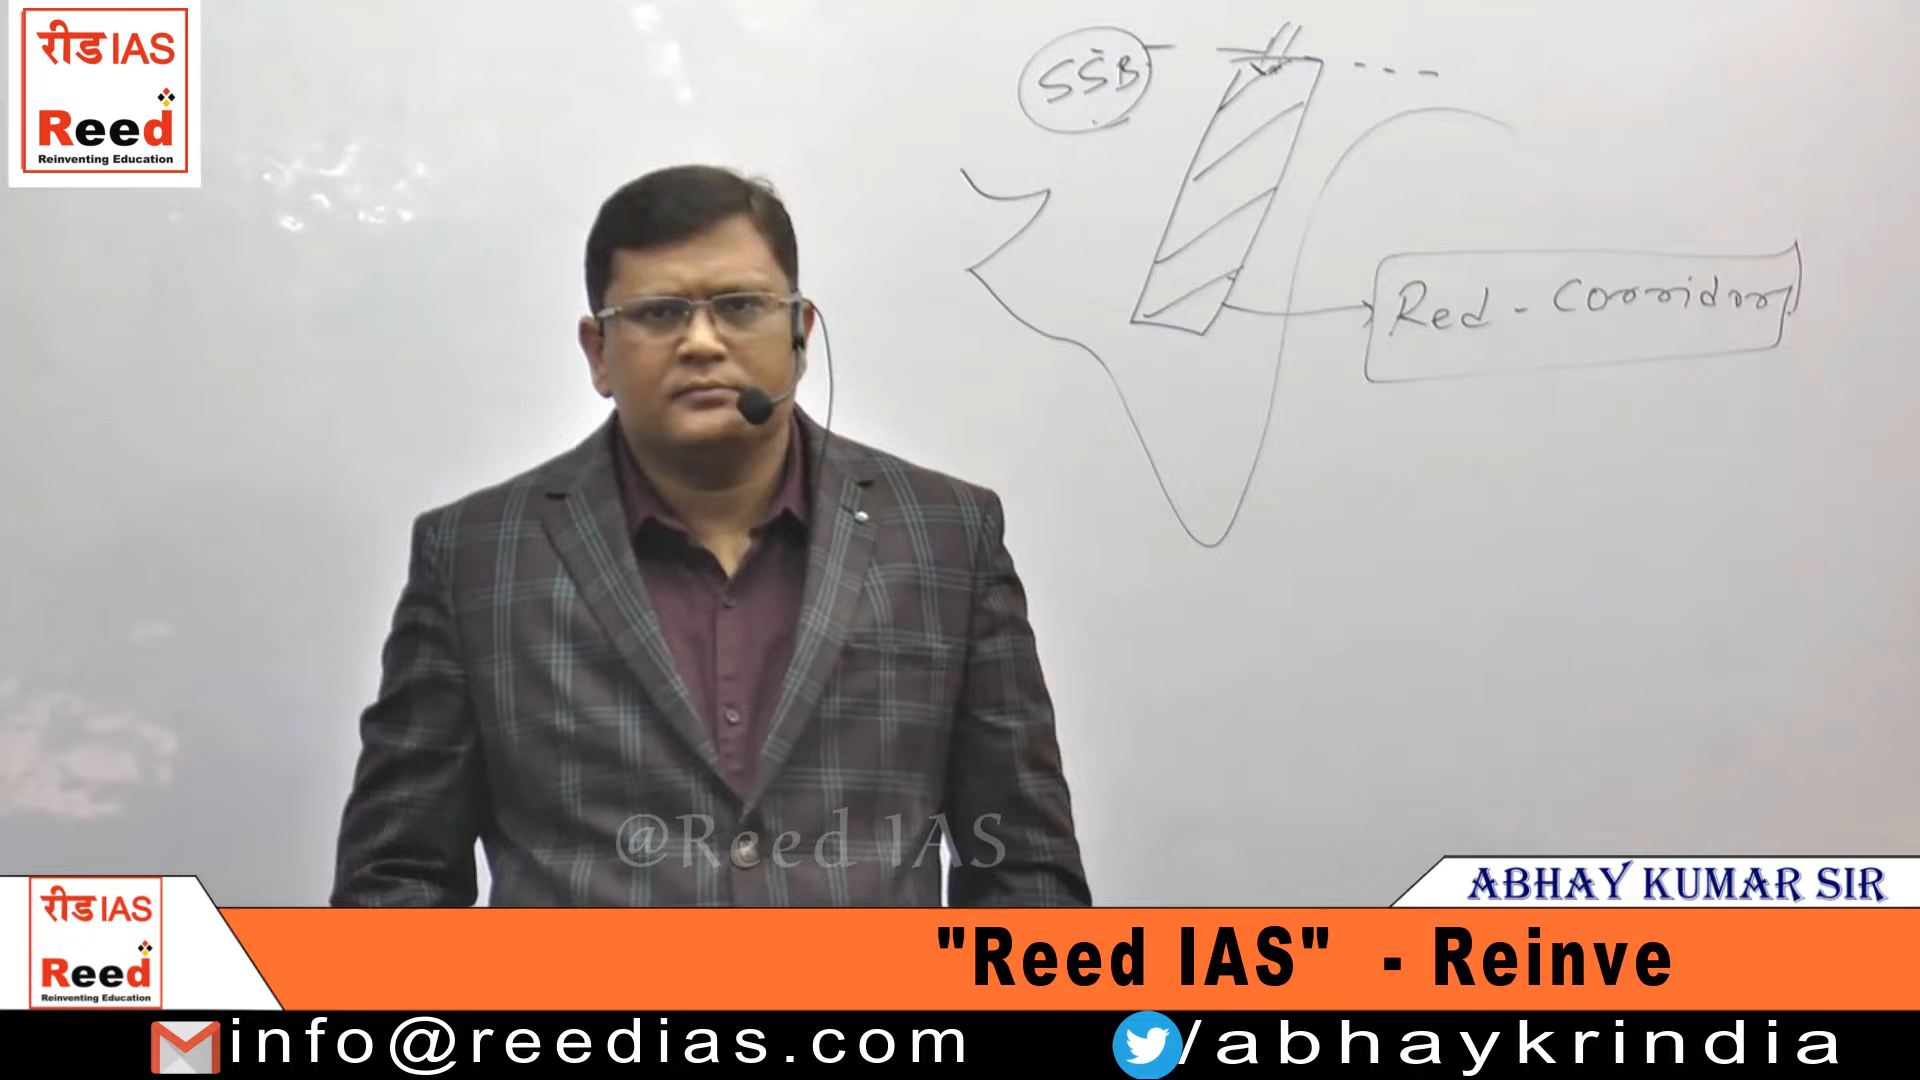 रीड IAS
Reed
Reinventing Education
SSB
Red - Corridor
@Reed IAS
ABHAY KUMAR SIR
रीड IAS
Reed
Reinventing Education
"Reed IAS" - Reinve
info@reedias.com
/abhaykrindia